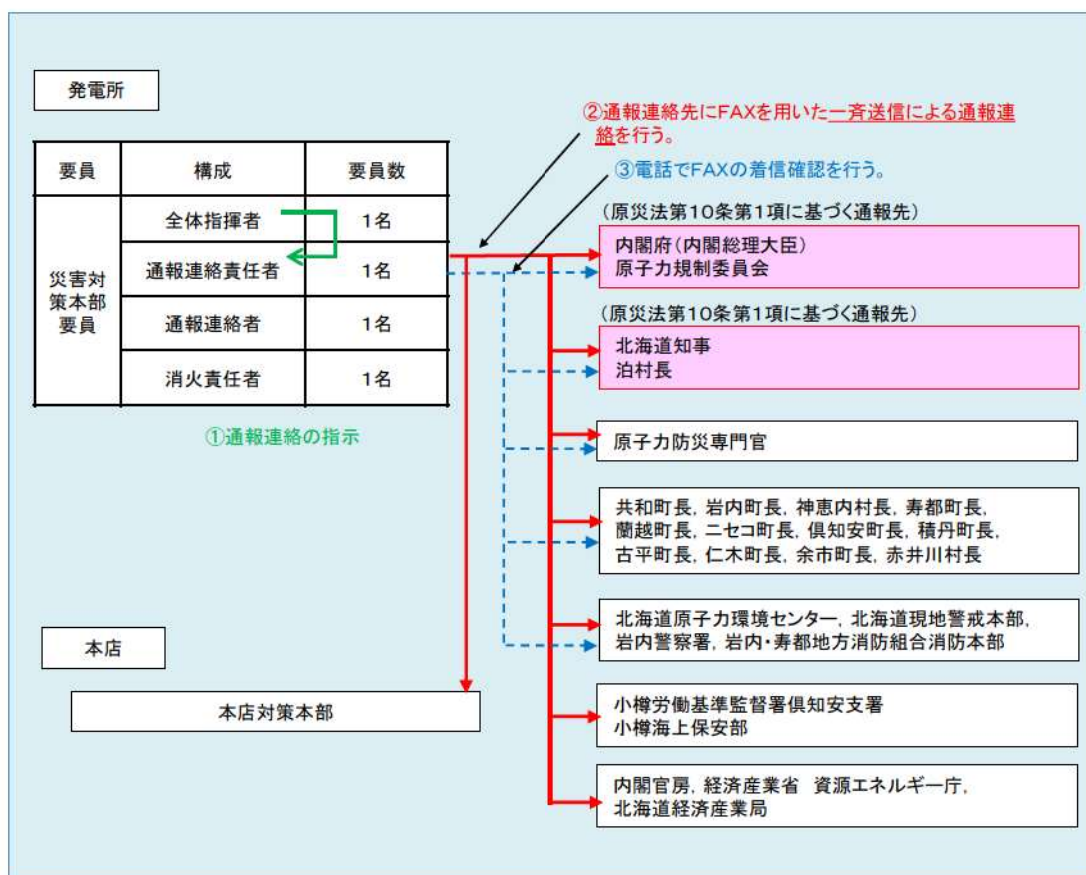 発電所
②通報連絡先にFAXを用いた一斉送信による通報連
絡を行う。
③電話でFAXの着信確認を行う。
要員 構成 要員数
災害対
策本部
要員
全体指揮者 1名
通報連絡責任者 1名
通報連絡者 1名
消火責任者 1名
①通報連絡の指示
(原災法第10条第1項に基づく通報先)
内閣府(内閣総理大臣)
原子力規制委員会
(原災法第10条第1項に基づく通報先)
北海道知事
泊村長
原子力防災専門官
共和町長, 岩内町長, 神恵内村長, 寿都町長,
蘭越町長, ニセコ町長, 倶知安町長, 積丹町長,
古平町長, 仁木町長, 余市町長, 赤井川村長
北海道原子力環境センター, 北海道現地警戒本部,
岩内警察署, 岩内・寿都地方消防組合消防本部
本店
本店対策本部
小樽労働基準監督署倶知安支署
小樽海上保安部
内閣官房, 経済産業省 資源エネルギー庁,
北海道経済産業局